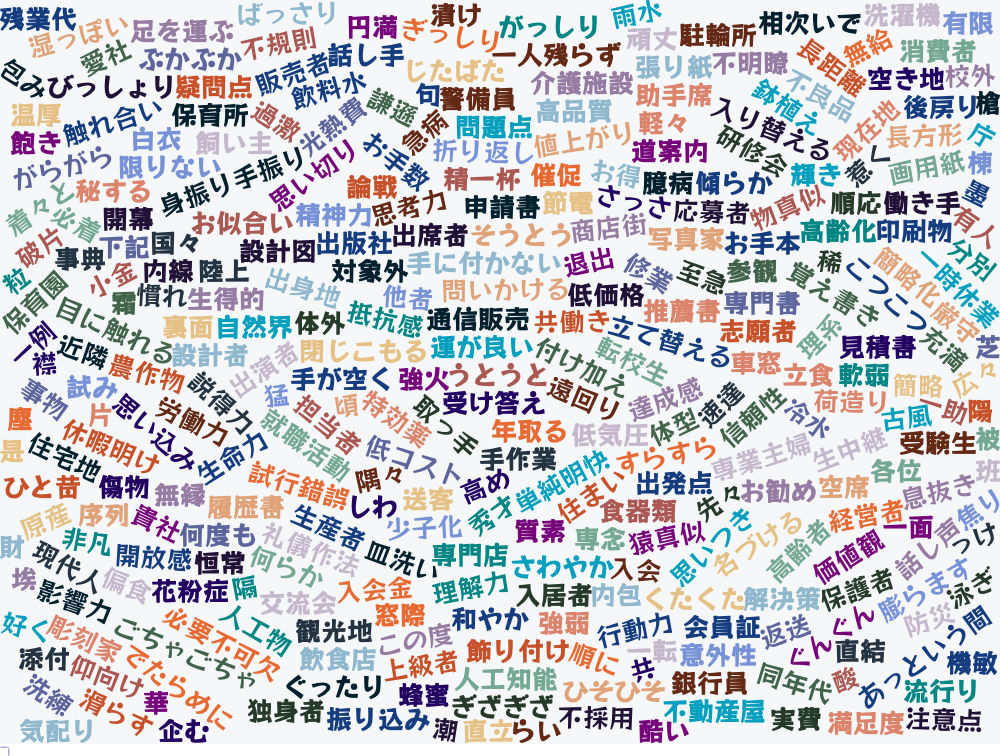 残業代
湿っぽい
足を運ぶ
ばっさり
円満
漬け
ぎっしり
がっしり
雨水
相次いで
洗濯機
有限
愛社
ぷかぷか
不規則
話し手
一人残らず
頑丈
駐輪所
長距離
無給
消費者
包み
びっしょり
疑問点
販売者
飲料水
じたばた
介護施設
張り紙
不明瞭
不良品
空き地
校外
温厚
触れ合い
保育所
過激
光熱費
謙遜
句
警備員
高品質
助手席
鉢植え
後戻り
槍
飽き
白衣
飼い主
急病
問題点
値上がり
軽々
入り替える
現在地
長方形
庁
がらがら
限りない
思い切り
お手数
折り返し
道案内
研修会
惹く
画用紙
棟
着々と
秘する
身振り手振り
論戦
精一杯
催促
お得
臆病
傾らか
輝き
墨
必着
開幕
お似合い
精神力
思考力
申請書
節電
さっさ
応募者
物真似
順応
働き手
有人
破片
事典
下記
国々
設計図
出版社
出席者
そうとう
商店街
写真家
お手本
高齢化
印刷物
分別
粒
小金
内線
陸上
出身地
対象外
手に付かない
退出
修業
至急
参観
稀
簡略化
一時休業
保育園
霜
慣れ
生得的
他者
問いかける
低価格
推薦書
専門書
覚え書き
こつこつ
厳守
目に触れる
裏面
自然界
体外
抵抗感
通信販売
共働き
立て替える
志願者
見積書
充満
芝
一例
襟
近隣
設計者
閉じこもる
運が良い
付け加え
転校生
車窓
農作物
説得力
出演者
手が空く
強火
うとうと
遠回り
立食
軟弱
簡略
広々
事物
試み
猛
頃
特効薬
受け答え
達成感
速達
荷造り
助
陽
塵
片
思い込み
労働力
担当者
取っ手
年取る
低気圧
体型
信頼性
冷水
古風
是
休暇明け
生命力
就職活動
低コスト
手作業
すらすら
専業主婦
生中継
受験生
被
住宅地
隅々
単純明快
出発点
各位
班
ひと昔
傷物
無縁
試行錯誤
しわ
送客
高め
秀才
住まい
食器類
先々
お勧め
空席
息抜き
原産
序列
貴社
履歴書
生産者
少子化
質素
専念
猿真似
思いつき
名づける
経営者
一面
焦り
財
非凡
何度も
礼儀作法
皿洗い
専門店
さわやか
入会
高齢者
価値観
話し声
つけ
現代人
開放感
恒常
何らか
埃
偏食
花粉症
隔
交流会
入会金
理解力
入居者
内包
くたくた
解決策
保護者
膨らます
泳ぎ
影響力
必要不可欠
人工物
窓際
和やか
強弱
行動力
会員証
返送
ぐんぐん
防災
好く
彫刻家
ごちゃごちゃ
観光地
この度
飾り付け
順に
一転
意外性
直結
あっという間
添付
仰向け
でたらめに
飲食店
上級者
人工知能
共
同年代
酸
機敏
洗練
滑らす
華
ぐったり
蜂蜜
ぎざぎざ
ひそひそ
銀行員
流行り
気配り
企む
独身者
振り込み
潮
直立
らい
不採用
酷い
不動産屋
実費
満足度
注意点